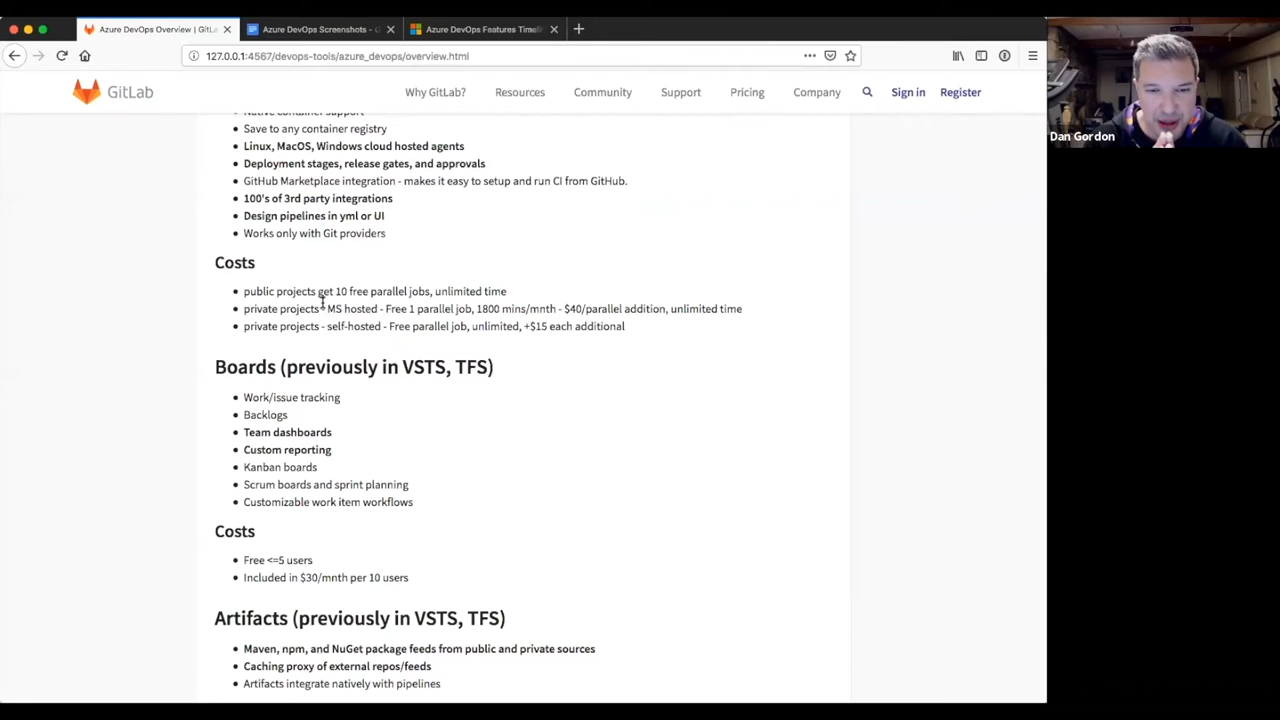 Azure DevOps Overview | GitLa
Azure DevOps Screenshots - G
Azure DevOps Features Timeli
127.0.0.1:4567/devops-tools/azure_devops/overview.html
GitLab
Why GitLab?
Resources
Community
Support
Pricing
Company
Sign in
Register
Native container support
Save to any container registry
Linux, MacOS, Windows cloud hosted agents
Deployment stages, release gates, and approvals
GitHub Marketplace integration - makes it easy to setup and run CI from GitHub.
100's of 3rd party integrations
Design pipelines in yml or UI
Works only with Git providers
Costs
public projects get 10 free parallel jobs, unlimited time
private projects - MS hosted - Free 1 parallel job, 1800 mins/mnth - $40/parallel addition, unlimited time
private projects - self-hosted - Free parallel job, unlimited, +$15 each additional
Boards (previously in VSTS, TFS)
Work/issue tracking
Backlogs
Team dashboards
Custom reporting
Kanban boards
Scrum boards and sprint planning
Customizable work item workflows
Costs
Free <=5 users
Included in $30/mnth per 10 users
Artifacts (previously in VSTS, TFS)
Maven, npm, and NuGet package feeds from public and private sources
Caching proxy of external repos/feeds
Artifacts integrate natively with pipelines
Dan Gordon